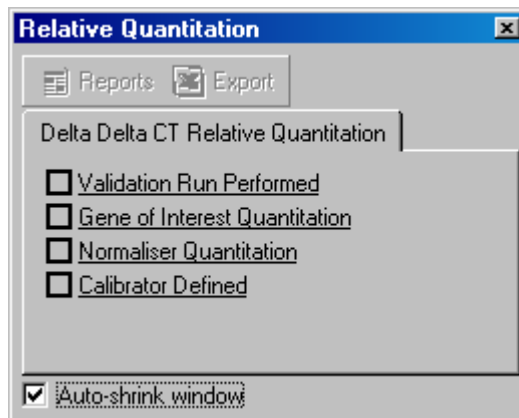 Relative Quantitation
Reports Export
Delta Delta CT Relative Quantitation
Validation Run Performed
Gene of Interest Quantitation
Normaliser Quantitation
Calibrator Defined
Auto-shrink window